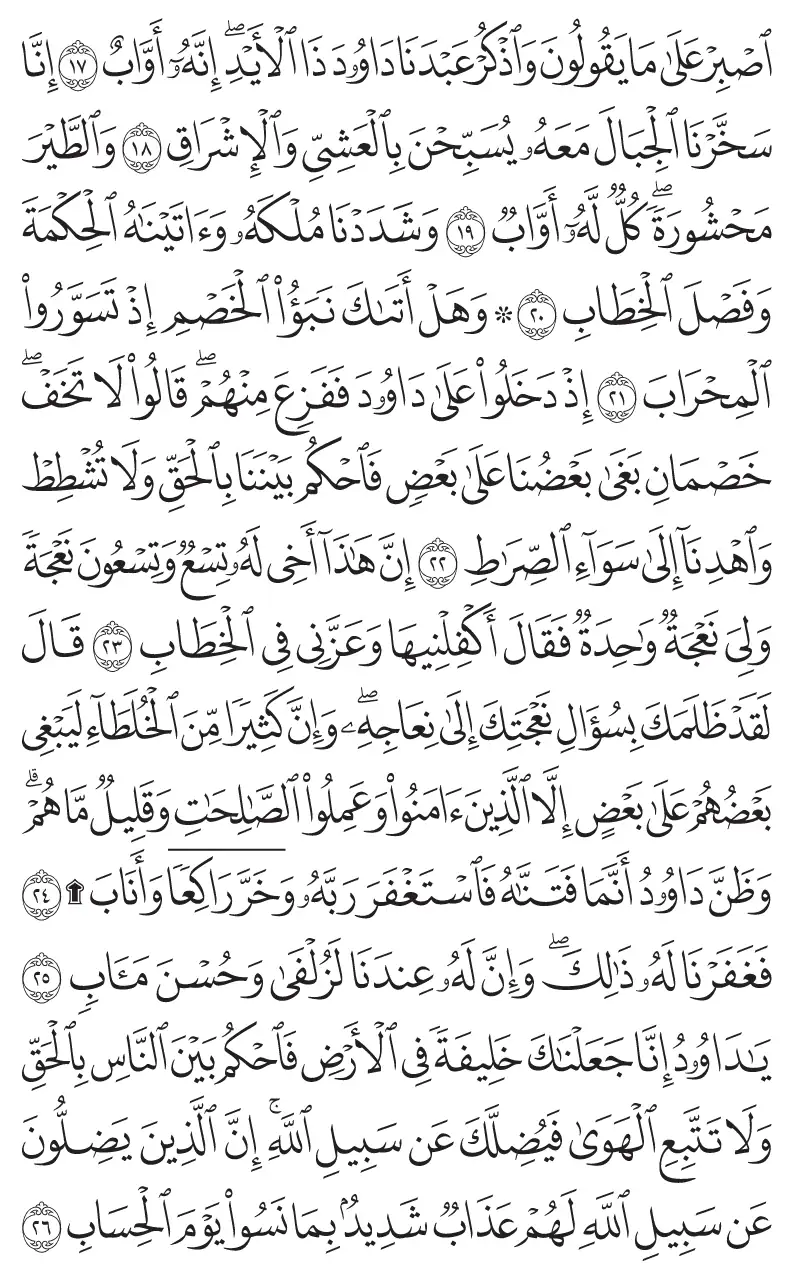 ٱصۡبِرۡ عَلَىٰ مَا يَقُولُونَ وَٱذۡكُرۡ عَبۡدَنَا دَاوُۥدَ ذَا ٱلۡأَيۡدِۖ إِنَّهُۥٓ أَوَّابٌ ١٧ إِنَّا
سَخَّرۡنَا ٱلۡجِبَالَ مَعَهُۥ يُسَبِّحۡنَ بِٱلۡعَشِيِّ وَٱلۡإِشۡرَاقِ ١٨ وَٱلطَّيۡرَ
مَحۡشُورَةٗۖ كُلّٞ لَّهُۥٓ أَوَّابٞ ١٩ وَشَدَدۡنَا مُلۡكَهُۥ وَءَاتَيۡنَٰهُ ٱلۡحِكۡمَةَ
وَفَصۡلَ ٱلۡخِطَابِ ٢٠ ۞ وَهَلۡ أَتَىٰكَ نَبَؤُاْ ٱلۡخَصۡمِ إِذۡ تَسَوَّرُواْ
ٱلۡمِحۡرَابَ ٢١ إِذۡ دَخَلُواْ عَلَىٰ دَاوُۥدَ فَفَزِعَ مِنۡهُمۡۖ قَالُواْ لَا تَخَفۡۖ
خَصۡمَانِ بَغَىٰ بَعۡضُنَا عَلَىٰ بَعۡضٖ فَٱحۡكُم بَيۡنَنَا بِٱلۡحَقِّ وَلَا تُشۡطِطۡ
وَٱهۡدِنَآ إِلَىٰ سَوَآءِ ٱلصِّرَٰطِ ٢٢ إِنَّ هَٰذَآ أَخِي لَهُۥ تِسۡعٞ وَتِسۡعُونَ نَعۡجَةٗ
وَلِيَ نَعۡجَةٞ وَٰحِدَةٞ فَقَالَ أَكۡفِلۡنِيهَا وَعَزَّنِي فِي ٱلۡخِطَابِ ٢٣ قَالَ
لَقَدۡ ظَلَمَكَ بِسُؤَالِ نَعۡجَتِكَ إِلَىٰ نِعَاجِهِۦۖ وَإِنَّ كَثِيرٗا مِّنَ ٱلۡخُلَطَآءِ لَيَبۡغِي
بَعۡضُهُمۡ عَلَىٰ بَعۡضٍ إِلَّا ٱلَّذِينَ ءَامَنُواْ وَعَمِلُواْ ٱلصَّٰلِحَٰتِ وَقَلِيلٞ مَّا هُمۡۗ
وَظَنَّ دَاوُۥدُ أَنَّمَا فَتَنَّٰهُ فَٱسۡتَغۡفَرَ رَبَّهُۥ وَخَرَّۤ رَاكِعٗاۤ وَأَنَابَ ۩ ٢٤
فَغَفَرۡنَا لَهُۥ ذَٰلِكَۖ وَإِنَّ لَهُۥ عِندَنَا لَزُلۡفَىٰ وَحُسۡنَ مَـَٔابٖ ٢٥
يَٰدَاوُۥدُ إِنَّا جَعَلۡنَٰكَ خَلِيفَةٗ فِي ٱلۡأَرۡضِ فَٱحۡكُم بَيۡنَ ٱلنَّاسِ بِٱلۡحَقِّ
وَلَا تَتَّبِعِ ٱلۡهَوَىٰ فَيُضِلَّكَ عَن سَبِيلِ ٱللَّهِۚ إِنَّ ٱلَّذِينَ يَضِلُّونَ
عَن سَبِيلِ ٱللَّهِ لَهُمۡ عَذَابٞ شَدِيدُۢ بِمَا نَسُواْ يَوۡمَ ٱلۡحِسَابِ ٢٦